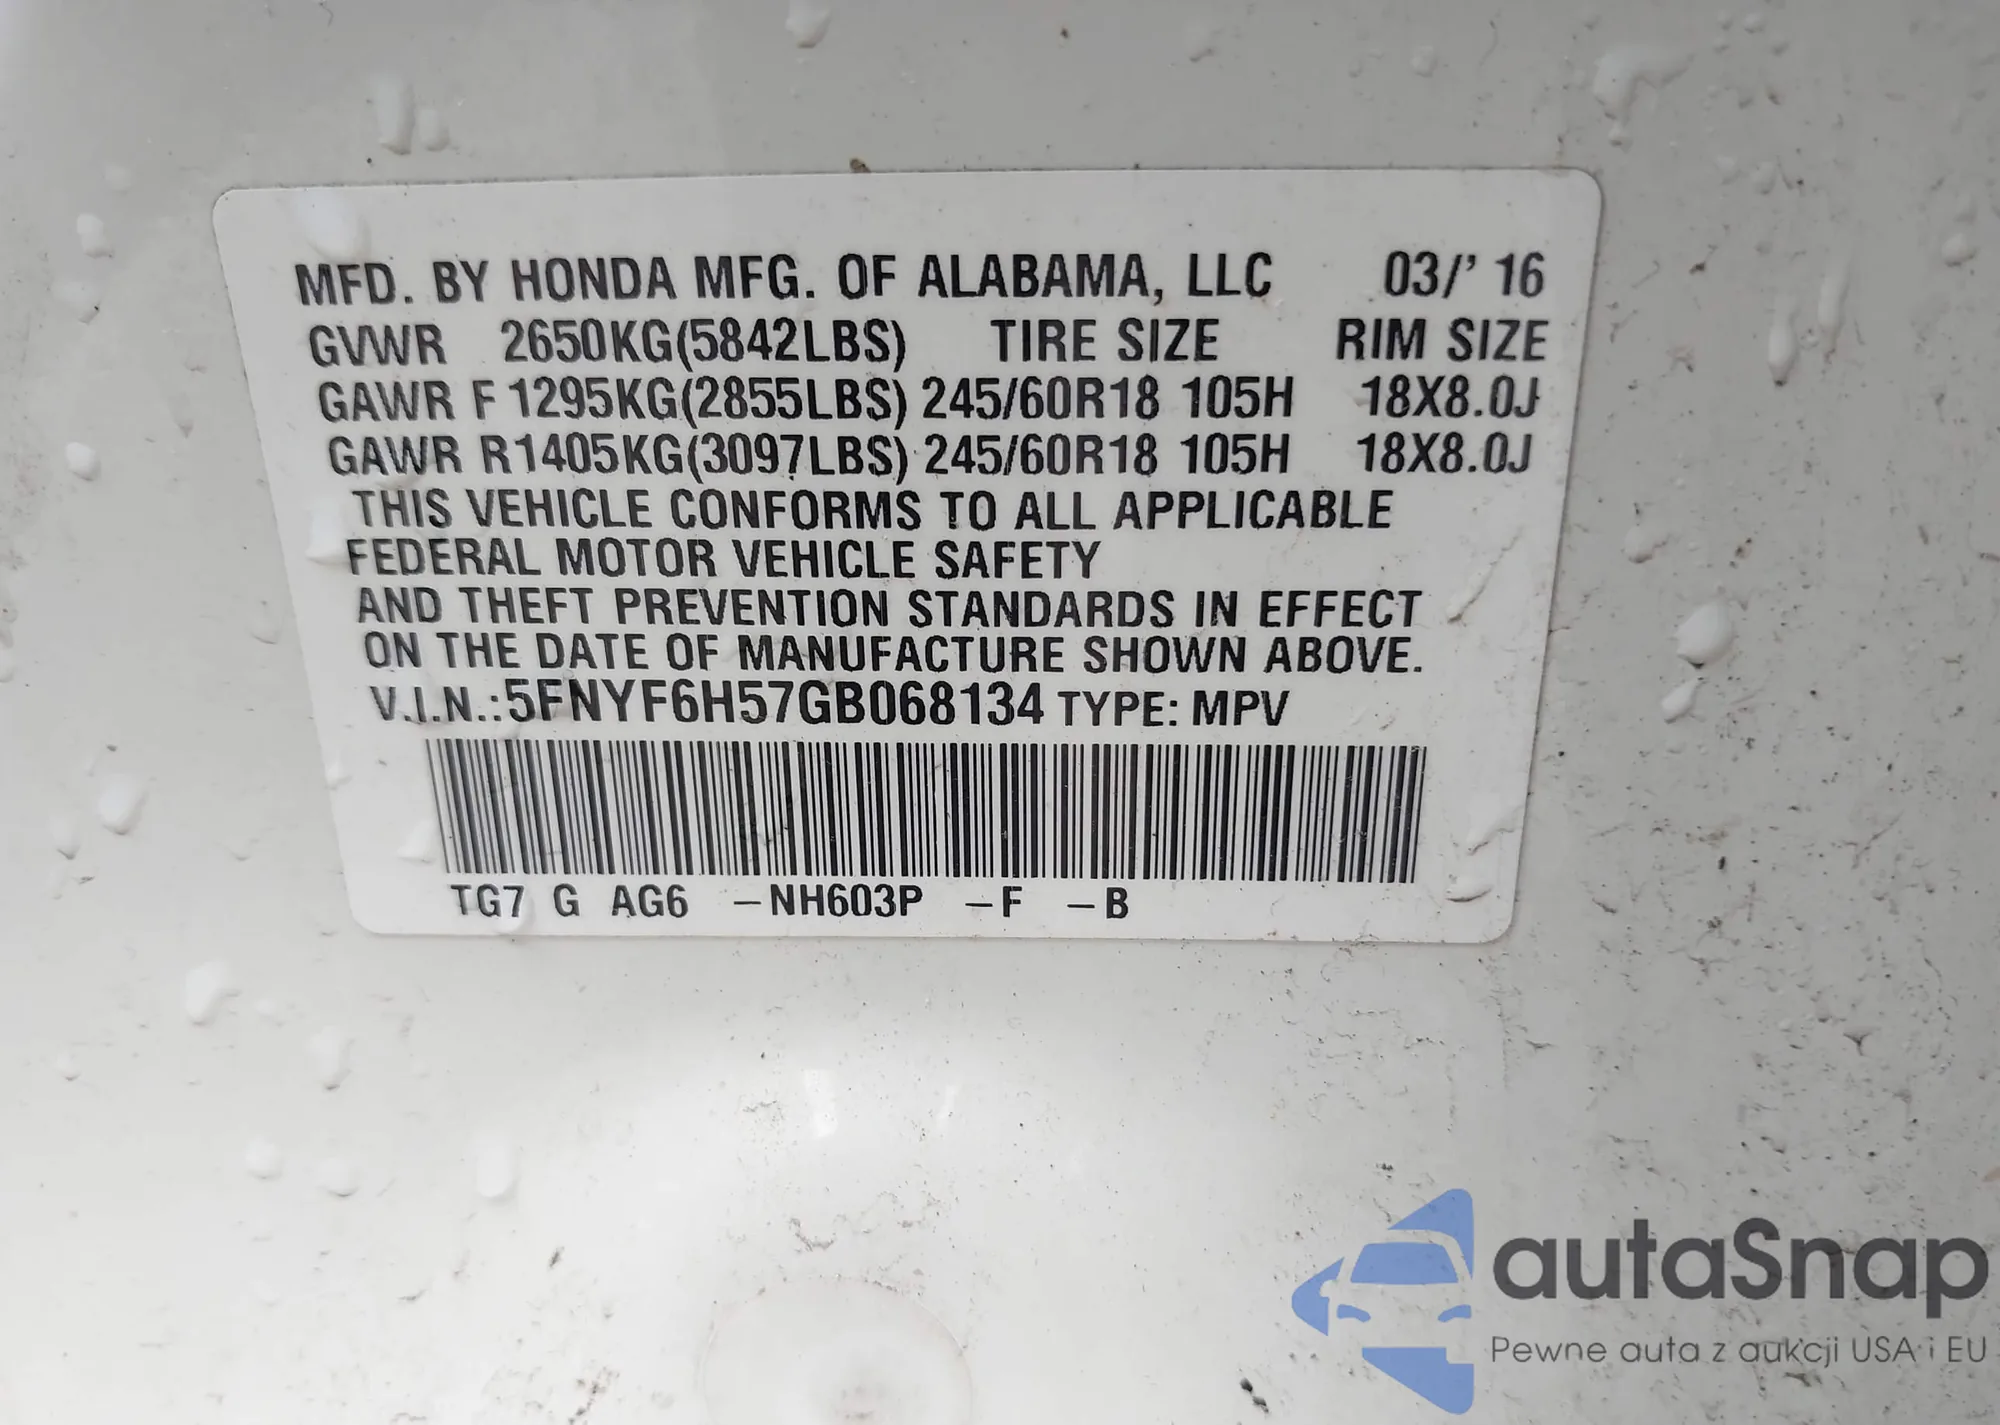 MFD. BY HONDA MFG. OF ALABAMA, LLC 03/' 16
GVWR 2650KG(5842LBS) TIRE SIZE RIM SIZE
GAWR F 1295KG(2855LBS) 245/60R18 105H 18X8.0J
GAWR R1405KG(3097LBS) 245/60R18 105H 18X8.0J
THIS VEHICLE CONFORMS TO ALL APPLICABLE
FEDERAL MOTOR VEHICLE SAFETY
AND THEFT PREVENTION STANDARDS IN EFFECT
ON THE DATE OF MANUFACTURE SHOWN ABOVE.
V.I.N.:5FNYF6H57GB068134 TYPE: MPV
TG7 G AG6 –NH603P –F –B
autaSnap
Pewne auta z aukcji USA i EU